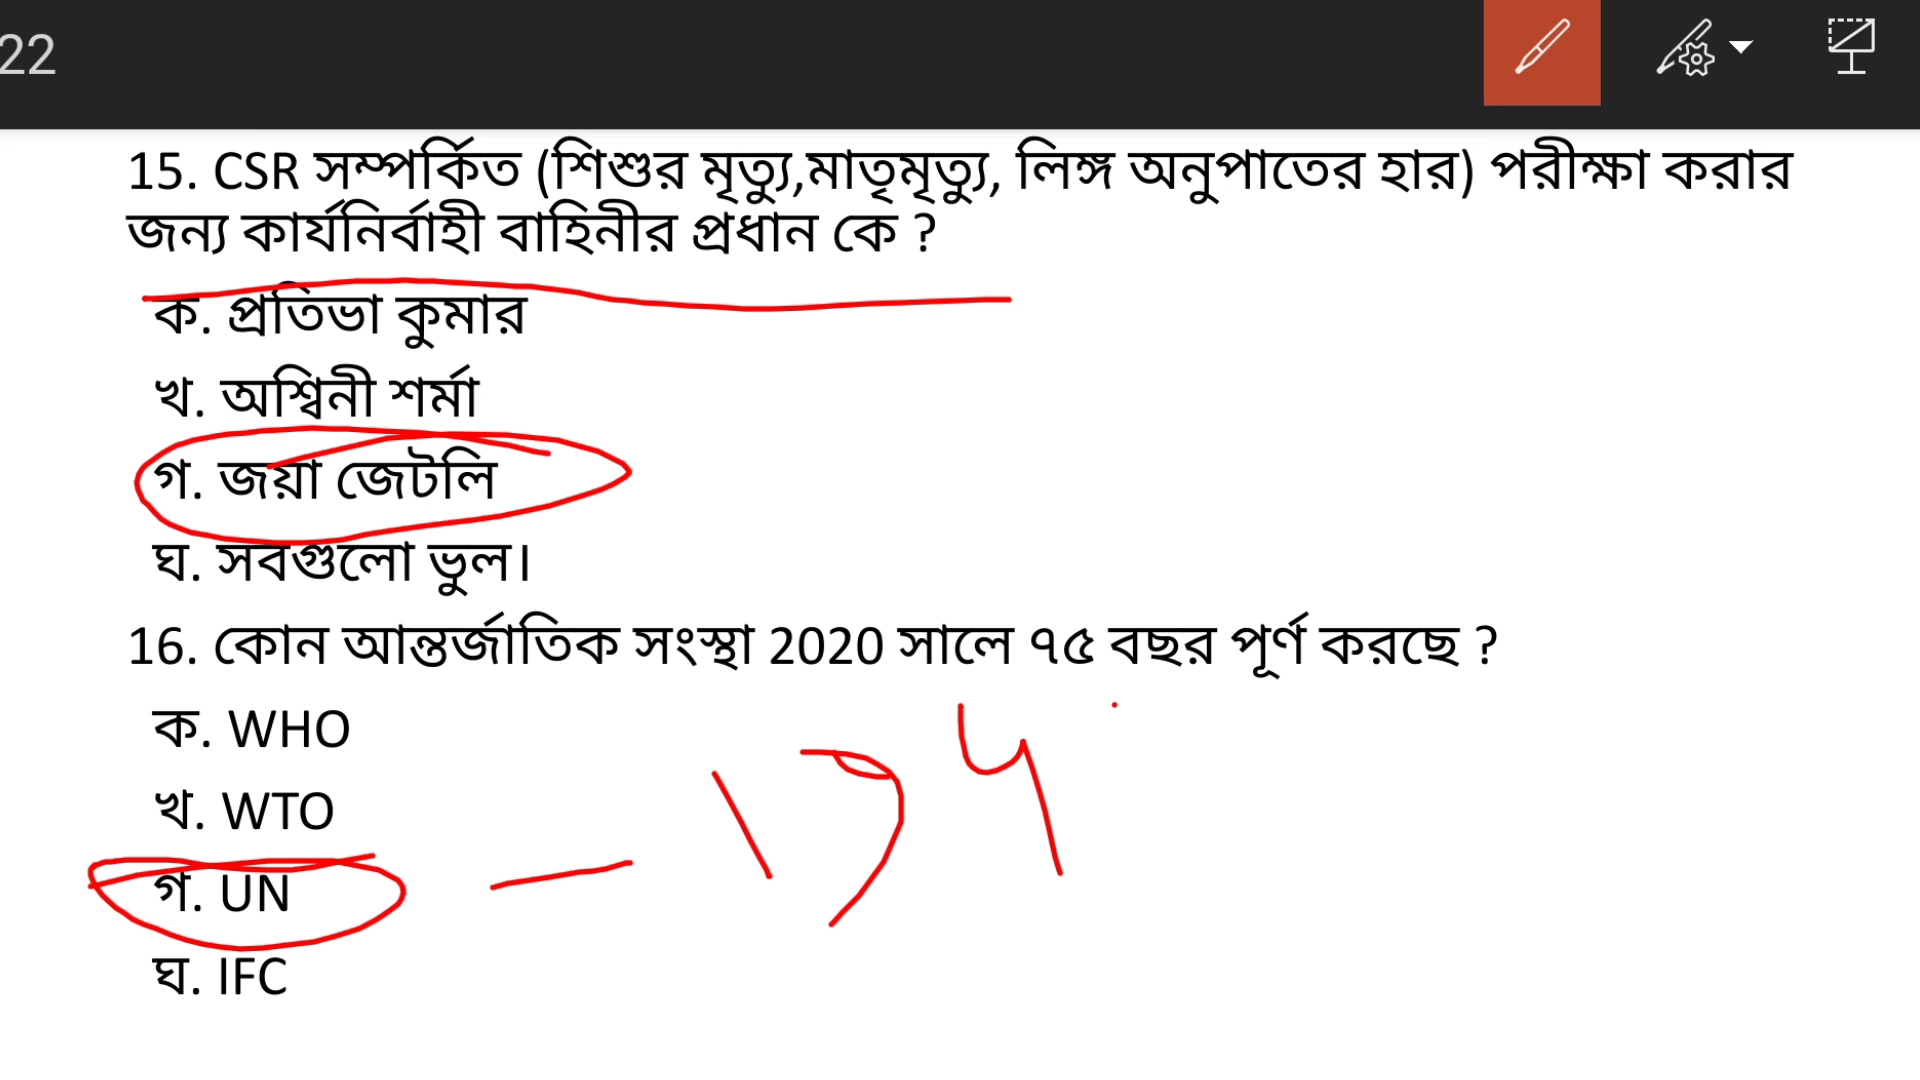 22
15. CSR সম্পর্কিত (শিশুর মৃত্যু,মাতৃমৃত্যু, লিঙ্গ অনুপাতের হার) পরীক্ষা করার
জন্য কার্যনির্বাহী বাহিনীর প্রধান কে ?
ক. প্রতিভা কুমার
খ. অশ্বিনী শর্মা
গ. জয়া জেটলি
ঘ. সবগুলো ভুল।
16. কোন আন্তর্জাতিক সংস্থা 2020 সালে ৭৫ বছর পূর্ণ করছে ?
ক. WHO
খ. WTO
গ. UN
ঘ. IFC